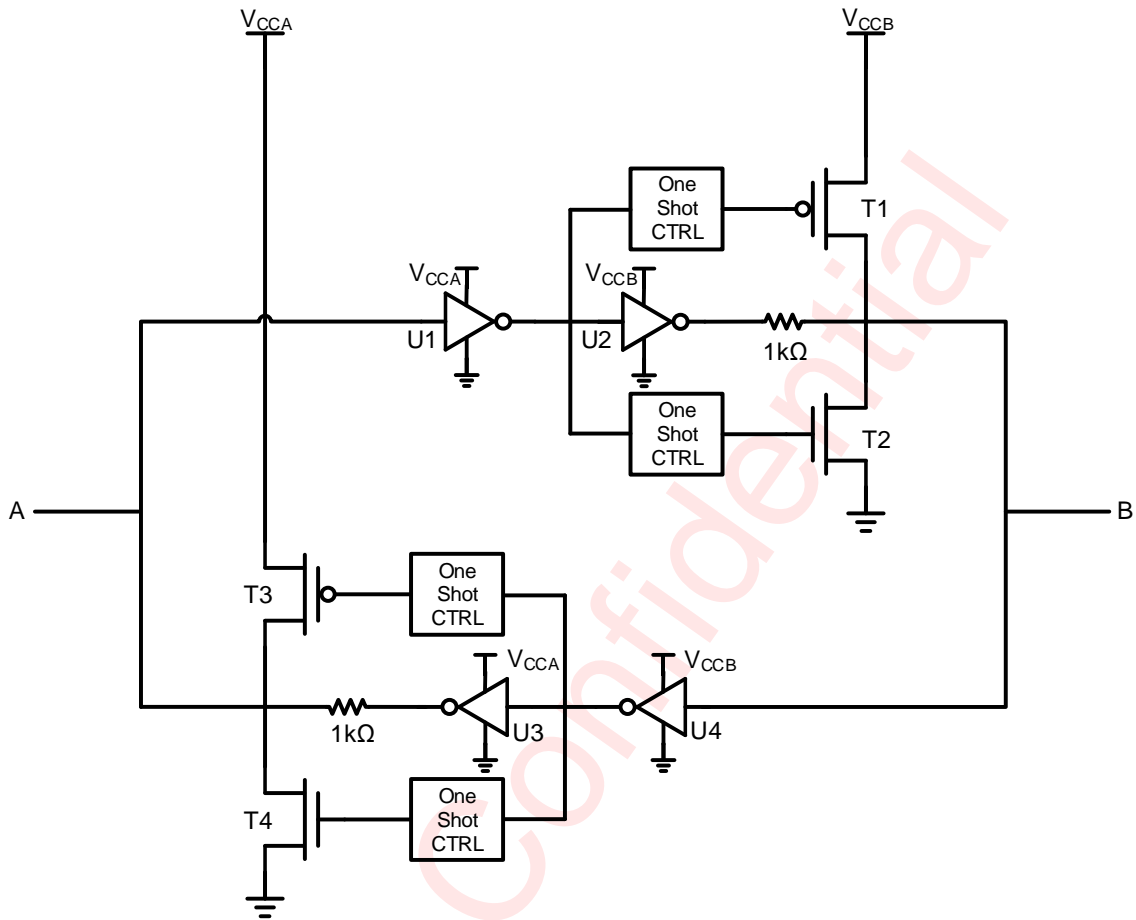 VCCA
VCCB
One
Shot
CTRL
T1
VCCA
U1
VCCB
U2
1kΩ
One
Shot
CTRL
T2
A
B
T3
One
Shot
CTRL
VCCA
VCCB
1kΩ
U3
U4
T4
One
Shot
CTRL
Confidential